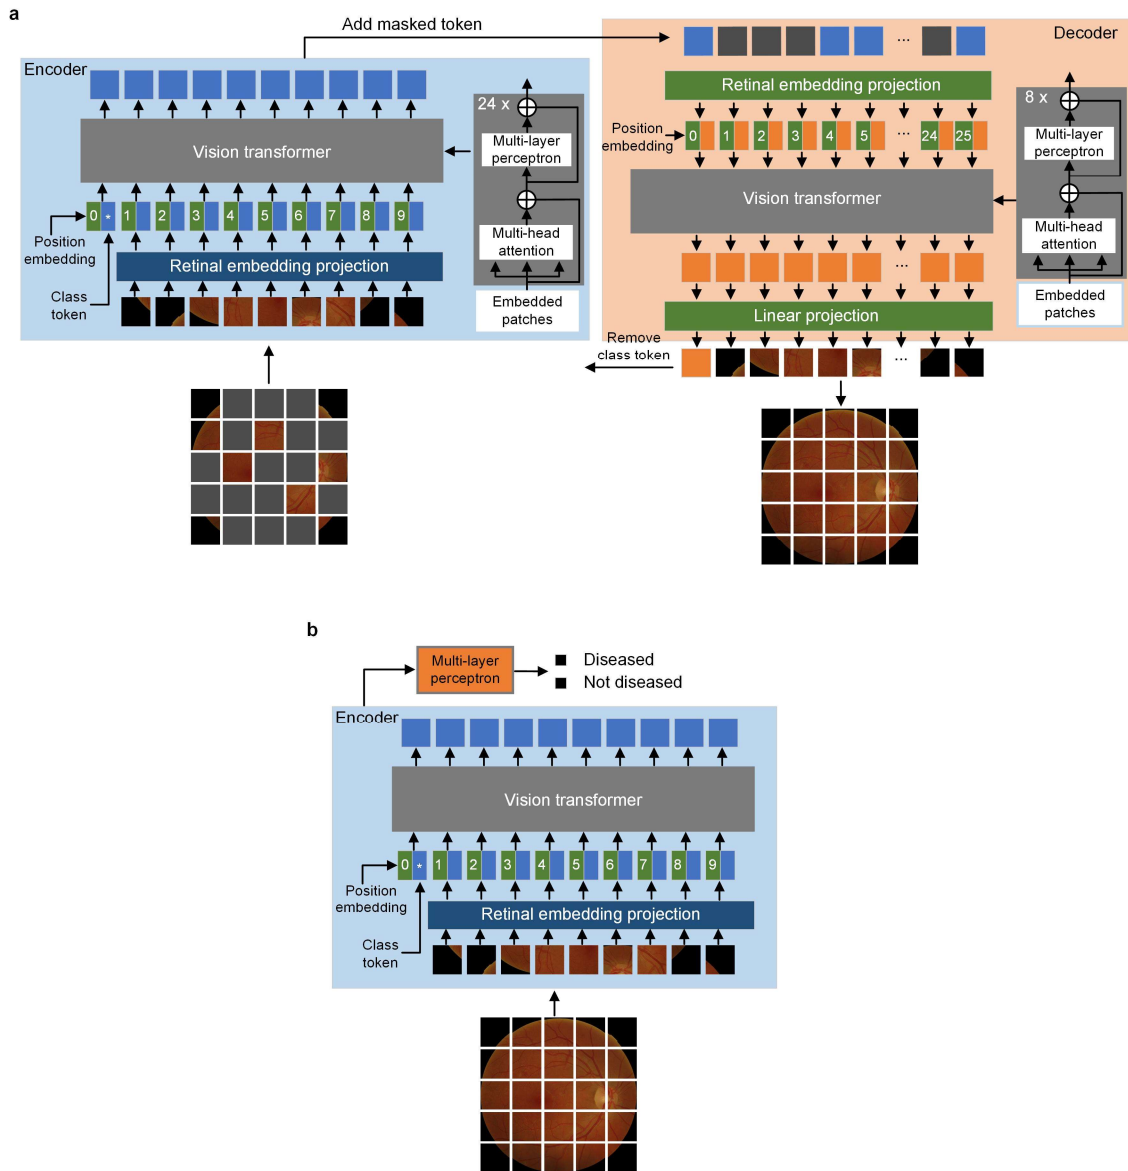 a
Add masked token
Encoder
24 x
Multi-layer
perceptron
Vision transformer
0 * 1 2 3 4 5 6 7 8 9
Position
embedding
Multi-head
attention
Retinal embedding projection
Class
token
Embedded
patches
...
Decoder
Retinal embedding projection
8 x
Position
embedding
0 1 2 3 4 5 ... 24 25
Multi-layer
perceptron
Vision transformer
Multi-head
attention
...
Linear projection
Embedded
patches
Remove
class token
...
b
Multi-layer
perceptron
Diseased
Not diseased
Encoder
Vision transformer
0 * 1 2 3 4 5 6 7 8 9
Position
embedding
Retinal embedding projection
Class
token